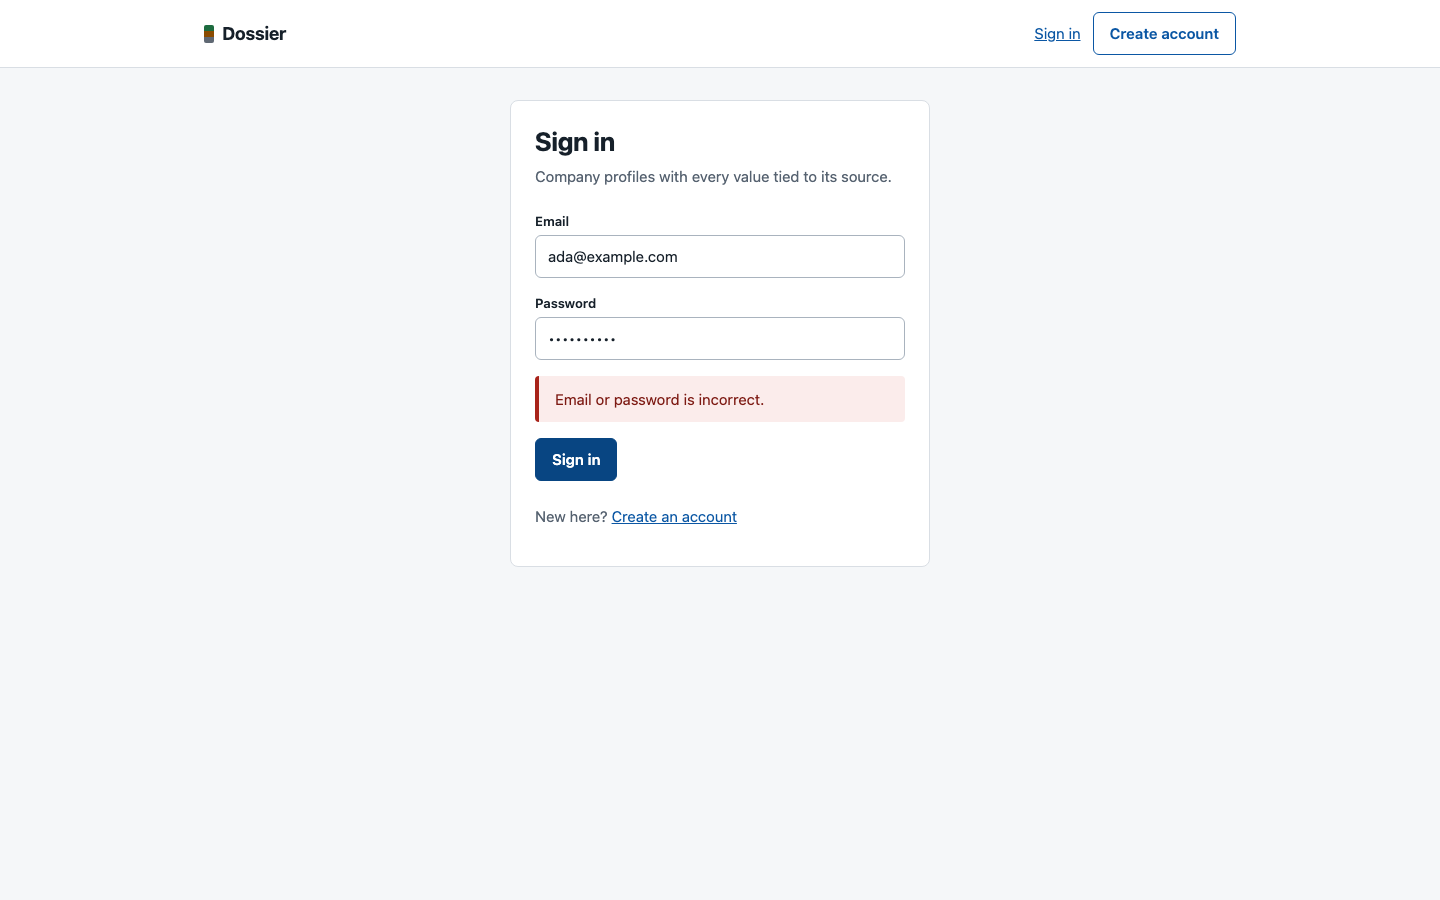 Dossier
Sign in
Create account
Sign in
Company profiles with every value tied to its source.
Email
ada@example.com
Password
••••••••••
Email or password is incorrect.
Sign in
New here? Create an account